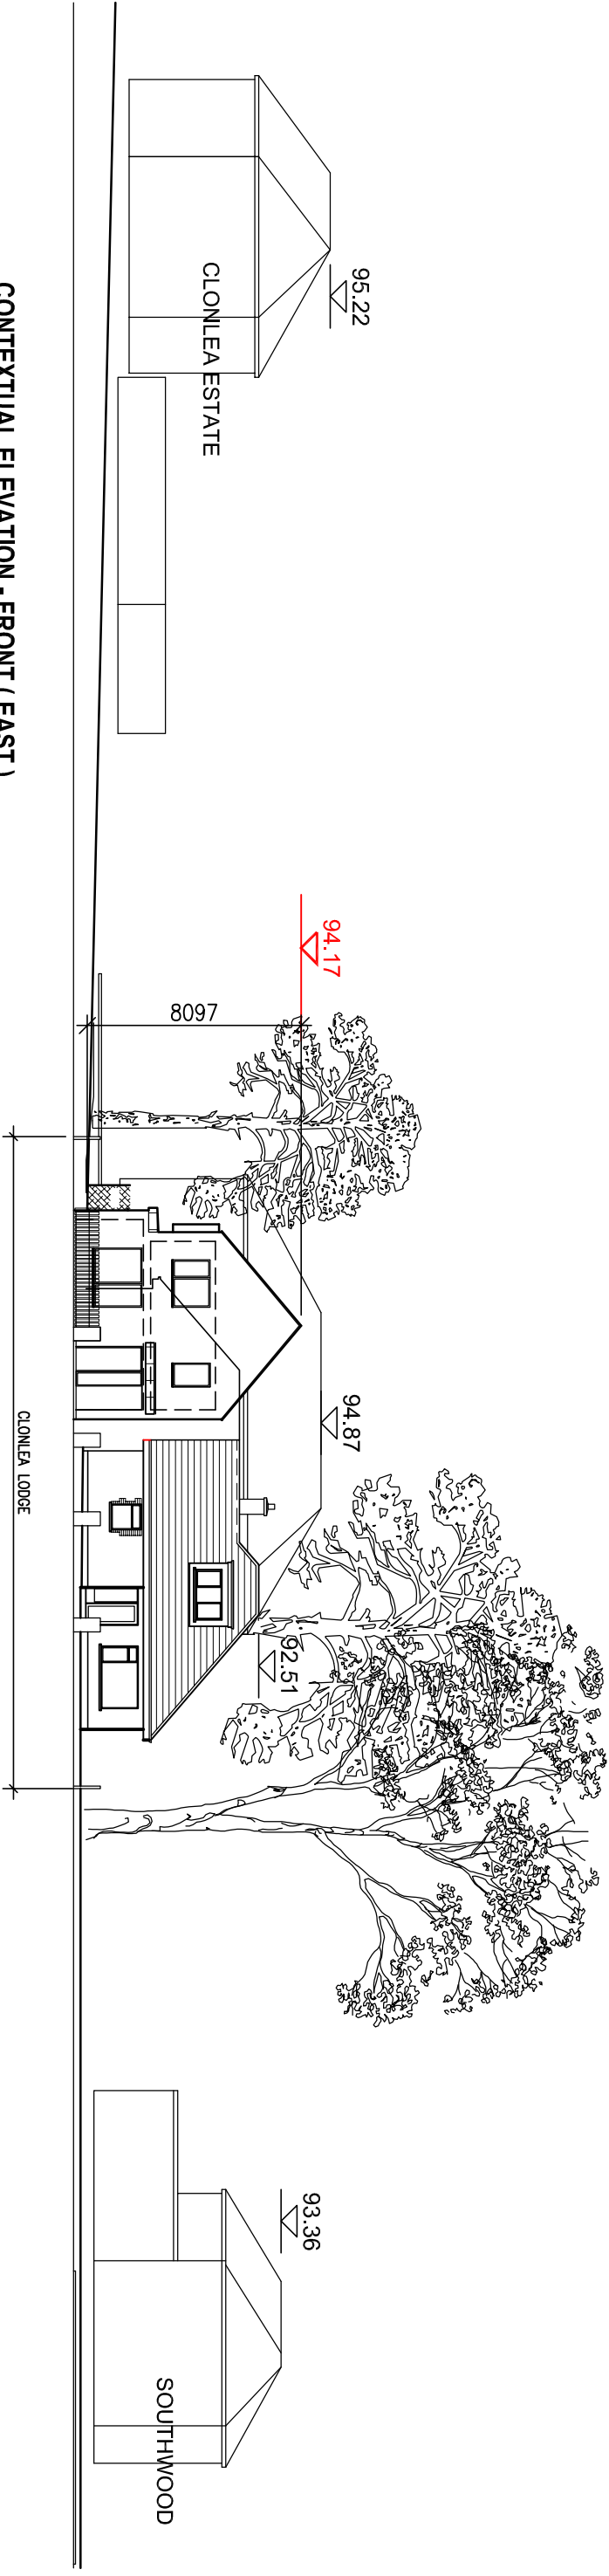 95.22
CLONLEA ESTATE
94.17
8097
94.87
92.51
CLONLEA LODGE
93.36
SOUTHWOOD
CONTEXTUAL ELEVATION - FRONT ( EAST )